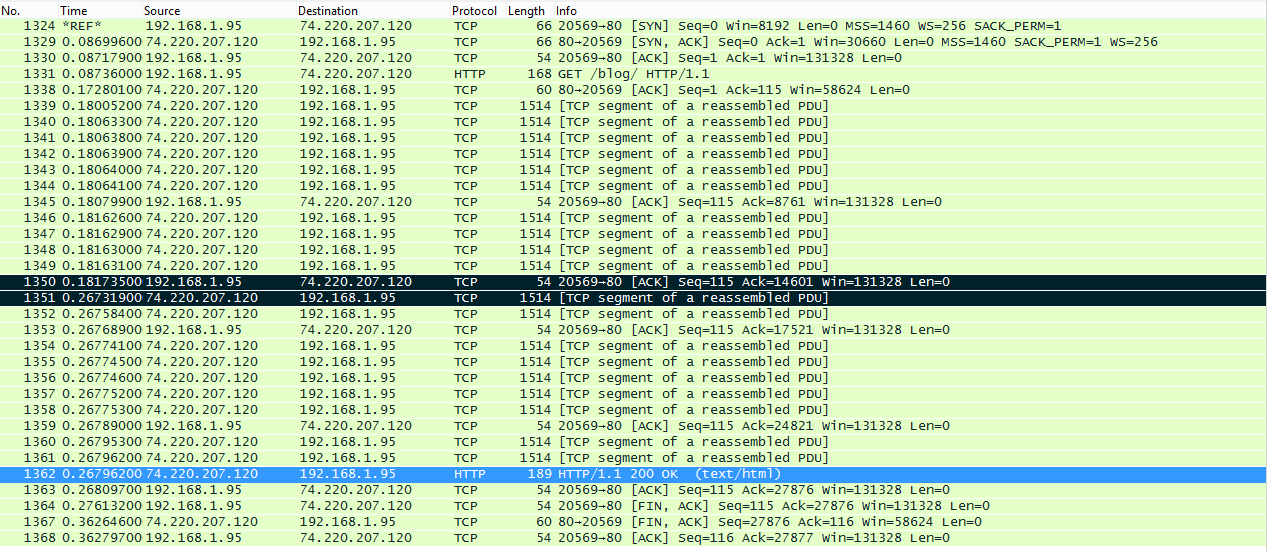 No. Time Source Destination Protocol Length Info
1324 *REF* 192.168.1.95 74.220.207.120 TCP 66 20569→80 [SYN] Seq=0 Win=8192 Len=0 MSS=1460 WS=256 SACK_PERM=1
1329 0.08699600 74.220.207.120 192.168.1.95 TCP 66 80→20569 [SYN, ACK] Seq=0 Ack=1 Win=30660 Len=0 MSS=1460 SACK_PERM=1 WS=256
1330 0.08717900 192.168.1.95 74.220.207.120 TCP 54 20569→80 [ACK] Seq=1 Ack=1 Win=131328 Len=0
1331 0.08736000 192.168.1.95 74.220.207.120 HTTP 168 GET /blog/ HTTP/1.1
1338 0.17280100 74.220.207.120 192.168.1.95 TCP 60 80→20569 [ACK] Seq=1 Ack=115 Win=58624 Len=0
1339 0.18005200 74.220.207.120 192.168.1.95 TCP 1514 [TCP segment of a reassembled PDU]
1340 0.18063300 74.220.207.120 192.168.1.95 TCP 1514 [TCP segment of a reassembled PDU]
1341 0.18063800 74.220.207.120 192.168.1.95 TCP 1514 [TCP segment of a reassembled PDU]
1342 0.18063900 74.220.207.120 192.168.1.95 TCP 1514 [TCP segment of a reassembled PDU]
1343 0.18064000 74.220.207.120 192.168.1.95 TCP 1514 [TCP segment of a reassembled PDU]
1344 0.18064100 74.220.207.120 192.168.1.95 TCP 1514 [TCP segment of a reassembled PDU]
1345 0.18079900 192.168.1.95 74.220.207.120 TCP 54 20569→80 [ACK] Seq=115 Ack=8761 Win=131328 Len=0
1346 0.18162600 74.220.207.120 192.168.1.95 TCP 1514 [TCP segment of a reassembled PDU]
1347 0.18162900 74.220.207.120 192.168.1.95 TCP 1514 [TCP segment of a reassembled PDU]
1348 0.18163000 74.220.207.120 192.168.1.95 TCP 1514 [TCP segment of a reassembled PDU]
1349 0.18163100 74.220.207.120 192.168.1.95 TCP 1514 [TCP segment of a reassembled PDU]
1350 0.18173500 192.168.1.95 74.220.207.120 TCP 54 20569→80 [ACK] Seq=115 Ack=14601 Win=131328 Len=0
1351 0.26731900 74.220.207.120 192.168.1.95 TCP 1514 [TCP segment of a reassembled PDU]
1352 0.26758400 74.220.207.120 192.168.1.95 TCP 1514 [TCP segment of a reassembled PDU]
1353 0.26768900 192.168.1.95 74.220.207.120 TCP 54 20569→80 [ACK] Seq=115 Ack=17521 Win=131328 Len=0
1354 0.26774100 74.220.207.120 192.168.1.95 TCP 1514 [TCP segment of a reassembled PDU]
1355 0.26774500 74.220.207.120 192.168.1.95 TCP 1514 [TCP segment of a reassembled PDU]
1356 0.26774600 74.220.207.120 192.168.1.95 TCP 1514 [TCP segment of a reassembled PDU]
1357 0.26775200 74.220.207.120 192.168.1.95 TCP 1514 [TCP segment of a reassembled PDU]
1358 0.26775300 74.220.207.120 192.168.1.95 TCP 1514 [TCP segment of a reassembled PDU]
1359 0.26789000 192.168.1.95 74.220.207.120 TCP 54 20569→80 [ACK] Seq=115 Ack=24821 Win=131328 Len=0
1360 0.26795300 74.220.207.120 192.168.1.95 TCP 1514 [TCP segment of a reassembled PDU]
1361 0.26796200 74.220.207.120 192.168.1.95 TCP 1514 [TCP segment of a reassembled PDU]
1362 0.26796200 74.220.207.120 192.168.1.95 HTTP 189 HTTP/1.1 200 OK (text/html)
1363 0.26809700 192.168.1.95 74.220.207.120 TCP 54 20569→80 [ACK] Seq=115 Ack=27876 Win=131328 Len=0
1364 0.27613200 192.168.1.95 74.220.207.120 TCP 54 20569→80 [FIN, ACK] Seq=115 Ack=27876 Win=131328 Len=0
1367 0.36264600 74.220.207.120 192.168.1.95 TCP 60 80→20569 [FIN, ACK] Seq=27876 Ack=116 Win=58624 Len=0
1368 0.36279700 192.168.1.95 74.220.207.120 TCP 54 20569→80 [ACK] Seq=116 Ack=27877 Win=131328 Len=0